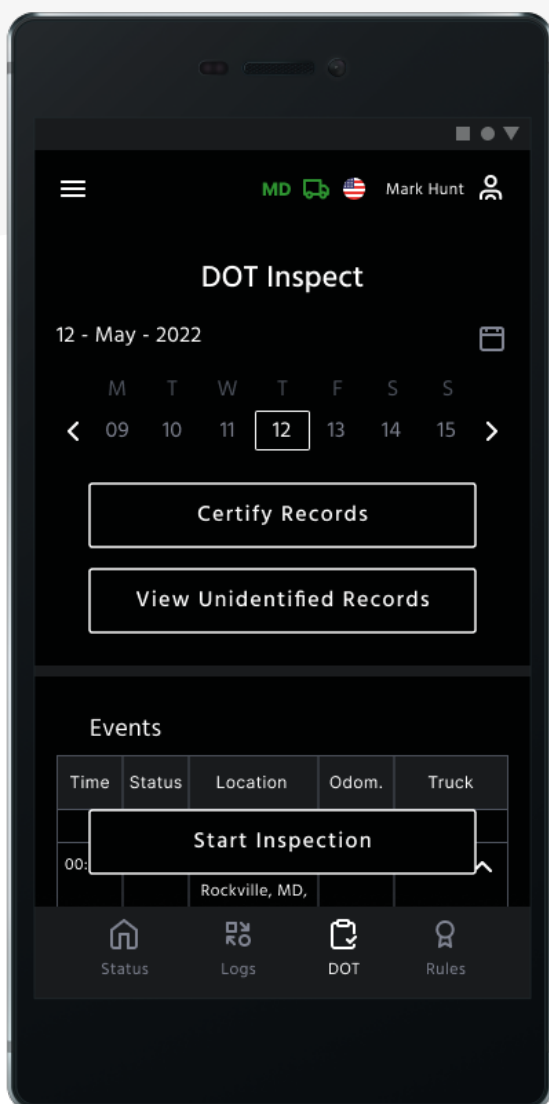 MD Mark Hunt
DOT Inspect
12 - May - 2022
M T W T F S S
09 10 11 12 13 14 15
Certify Records
View Unidentified Records
Events
Time Status Location Odom. Truck
Start Inspection
00:
Rockville, MD,
Status Logs DOT Rules